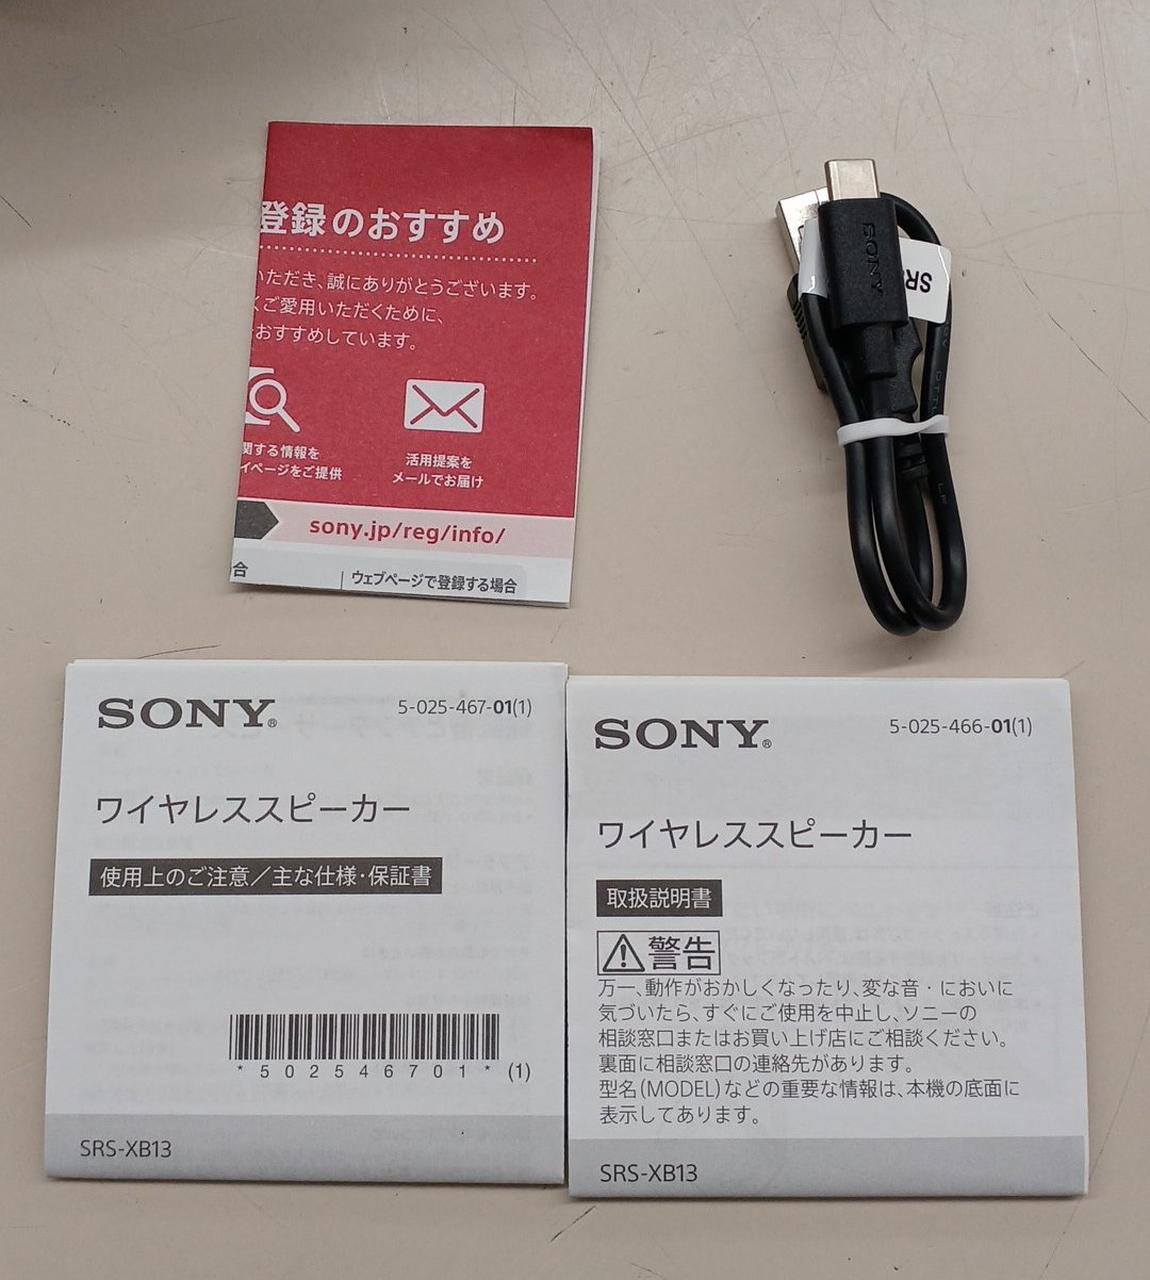 登録のおすすめ
いただき、誠にありがとうございます。
くご愛用いただくために、
おすすめしています。
関する情報を
イページをご提供
活用提案を
メールでお届け
sony.jp/reg/info/
合
ウェブページで登録する場合
SONY
SRS
SONY®
5-025-467-01(1)
ワイヤレススピーカー
使用上のご注意／主な仕様・保証書
*502546701* (1)
SRS-XB13
SONY®
5-025-466-01(1)
ワイヤレススピーカー
取扱説明書
警告
万一、動作がおかしくなったり、変な音・においに
気づいたら、すぐにご使用を中止し、ソニーの
相談窓口またはお買い上げ店にご相談ください。
裏面に相談窓口の連絡先があります。
型名(MODEL)などの重要な情報は、本機の底面に
表示してあります。
SRS-XB13